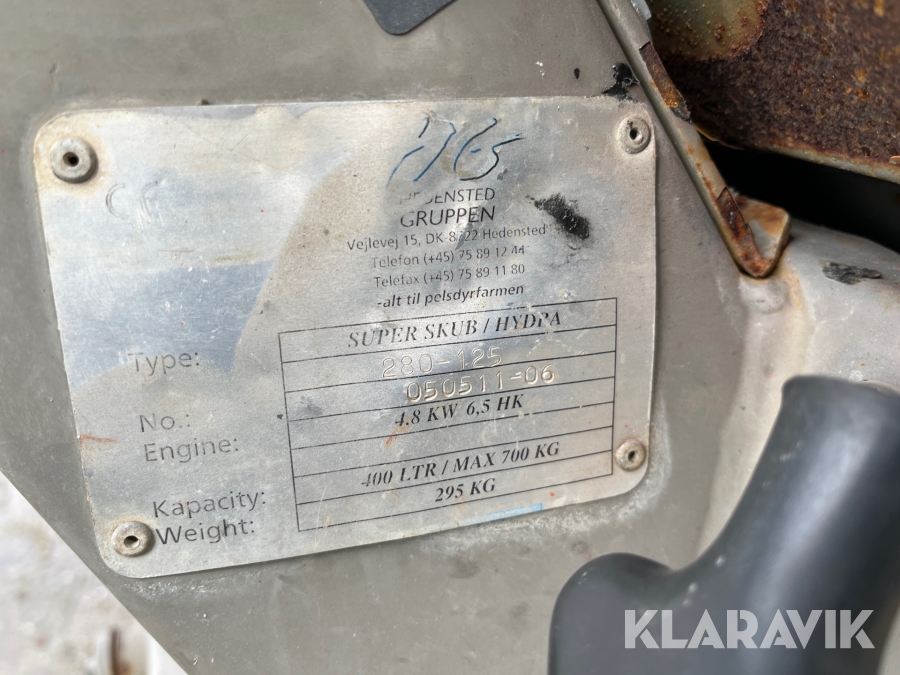 CE
HEDENSTED
GRUPPEN
Vejlevej 15, DK-8722 Hedensted
Telefon (+45) 75 89 12 44
Telefax (+45) 75 89 11 80
-alt til pelsdyrfarmen
SUPER SKUB / HYDPA
Type: 280-125
No.: 050511-06
Engine: 4,8 KW 6,5 HK
Kapacity: 400 LTR / MAX 700 KG
Weight: 295 KG
KLARAVIK